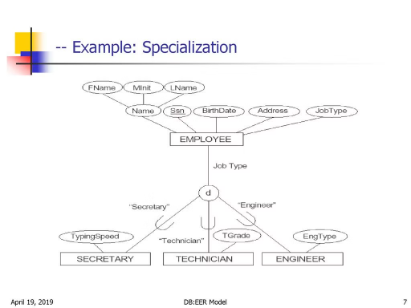 -- Example: Specialization
FName MInit LName
Name Ssn BirthDate Address JobType
EMPLOYEE
Job Type
d
"Secretary" "Engineer"
"Technician"
TypingSpeed TGrade EngType
SECRETARY TECHNICIAN ENGINEER
April 19, 2019 DB:EER Model 7